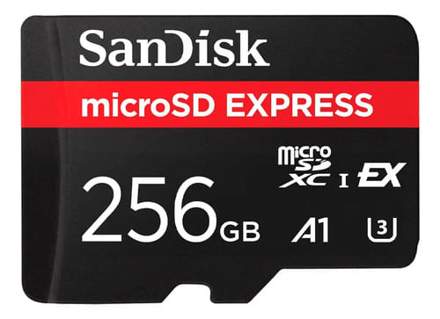 SanDisk
microSD EXPRESS
micro
SD
XC I EX
256GB A1 3